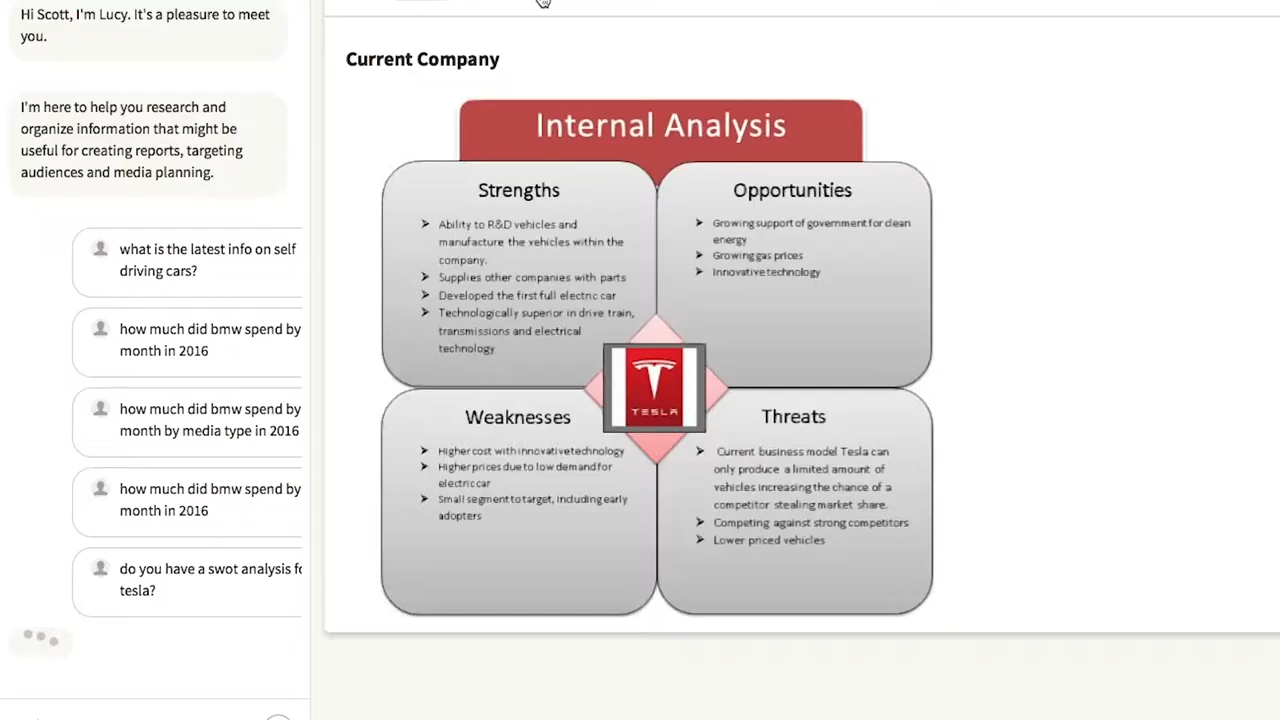 Hi Scott, I'm Lucy. It's a pleasure to meet
you.
I'm here to help you research and
organize information that might be
useful for creating reports, targeting
audiences and media planning.
what is the latest info on self
driving cars?
how much did bmw spend by
month in 2016
how much did bmw spend by
month by media type in 2016
how much did bmw spend by
month in 2016
do you have a swot analysis fo
tesla?
Current Company
Internal Analysis
Strengths
➢ Ability to R&D vehicles and
manufacture the vehicles within the
company.
➢ Supplies other companies with parts
➢ Developed the first full electric car
➢ Technologically superior in drive train,
transmissions and electrical
technology
Opportunities
➢ Growing support of government for clean
energy
➢ Growing gas prices
➢ Innovative technology
TESLA
Weaknesses
➢ Higher cost with innovative technology
➢ Higher prices due to low demand for
electric car
➢ Small segment to target, including early
adopters
Threats
➢ Current business model Tesla can
only produce a limited amount of
vehicles increasing the chance of a
competitor stealing market share.
➢ Competing against strong competitors
➢ Lower priced vehicles